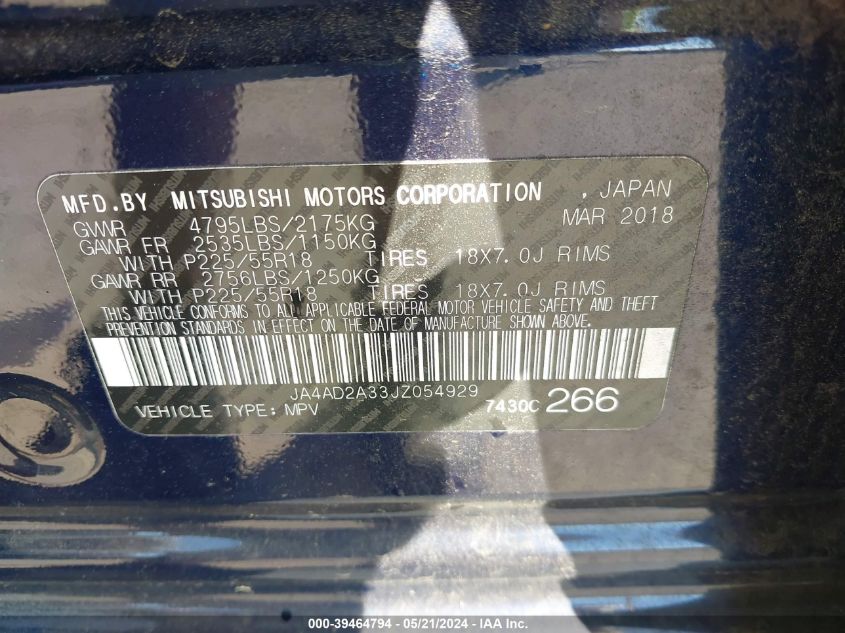 MFD.BY MITSUBISHI MOTORS CORPORATION , JAPAN
GVWR 4795LBS/2175KG MAR 2018
GAWR FR 2535LBS/1150KG
WITH P225/55R18 TIRES 18X7.0J RIMS
GAWR RR 2756LBS/1250KG
WITH P225/55R18 TIRES 18X7.0J RIMS
THIS VEHICLE CONFORMS TO ALL APPLICABLE FEDERAL MOTOR VEHICLE SAFETY AND THEFT
PREVENTION STANDARDS IN EFFECT ON THE DATE OF MANUFACTURE SHOWN ABOVE.
JA4AD2A33JZ054929
VEHICLE TYPE: MPV 7430C 266
000-39464794 — 05/21/2024 — IAA Inc.